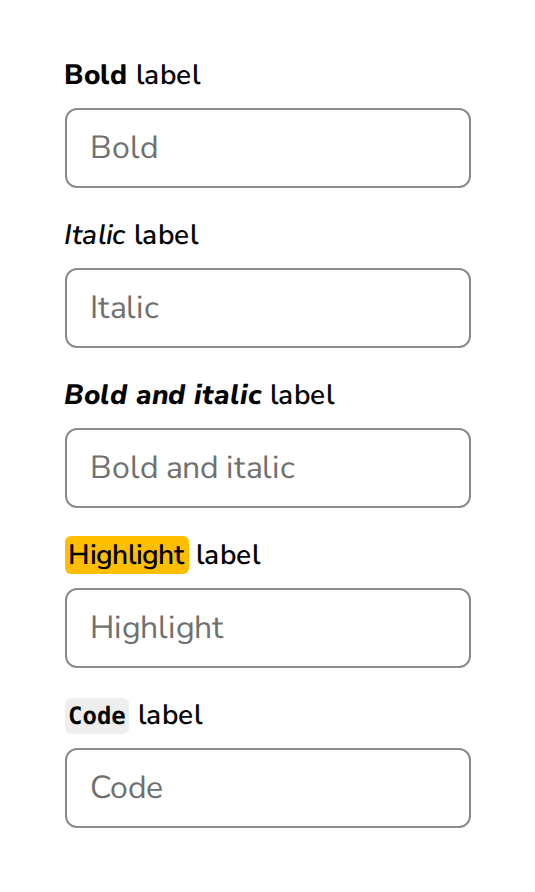 Bold label
Bold
Italic label
Italic
Bold and italic label
Bold and italic
Highlight label
Highlight
Code label
Code